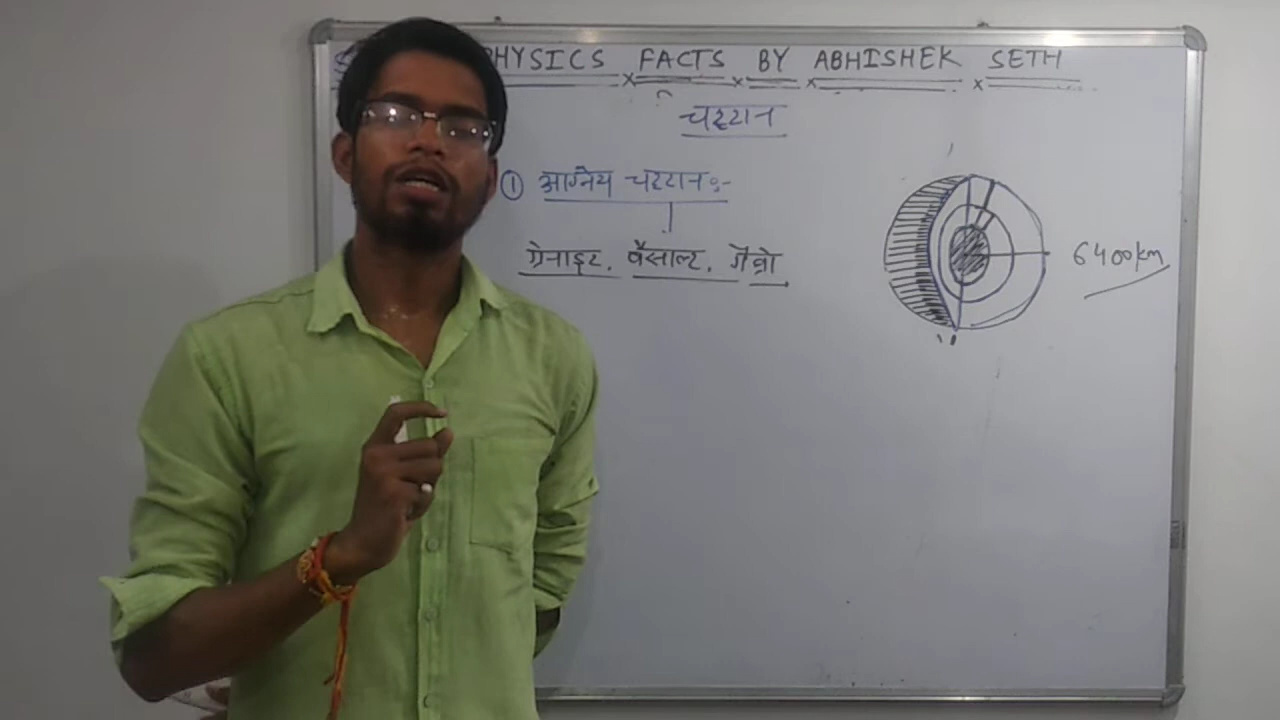 PHYSICS FACTS BY ABHISHEK SETH
चट्टान
① आग्नेय चट्टान:-
ग्रेनाइट, बैसाल्ट, गैब्रो
6400km